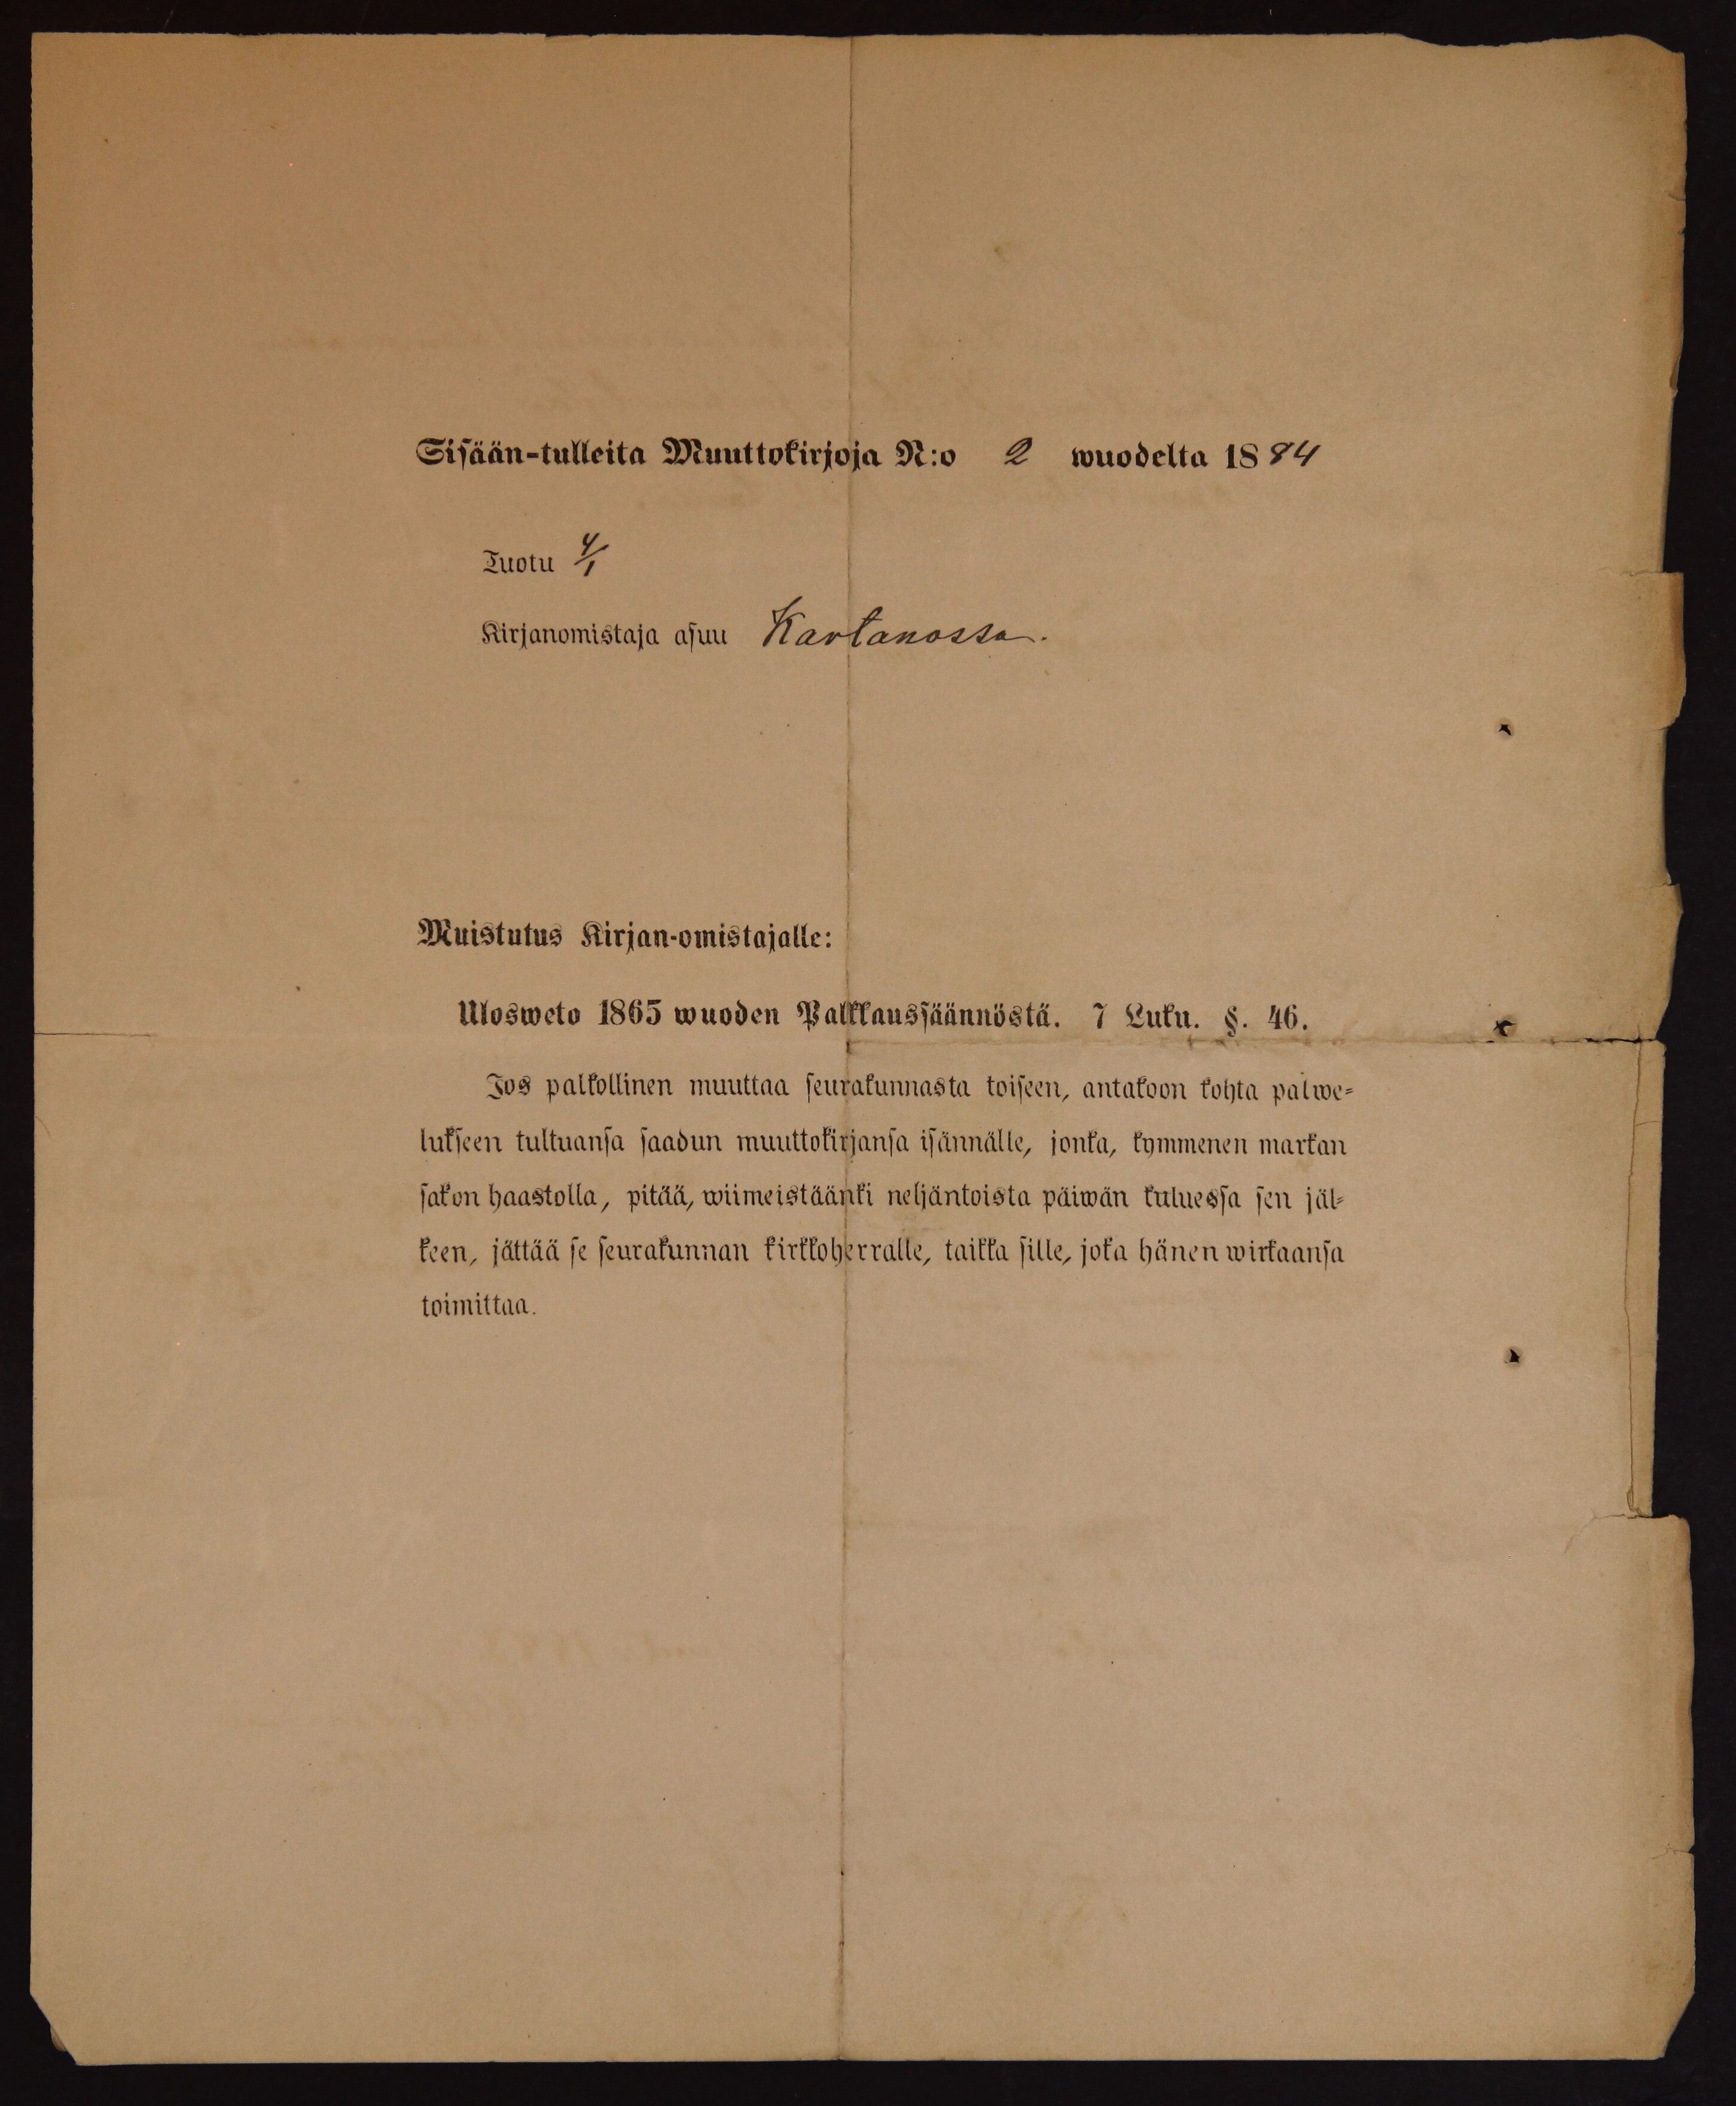 Sisään-tulleita Muuttokirjoja N:o 2 wuodelta 1884
Tuotu 4/1
Kirjanomistaja asuu Kartanossa.
Muistutus Kirjan-omistajalle:
Ulosweto 1865 wuoden Palkkaussäännöstä. 7 Luku. §. 46.
Jos palkollinen muuttaa seurakunnasta toiseen, antakoon kohta palwe-
lukseen tultuansa saadun muuttokirjansa isännälle, jonka, kymmenen markan
sakon haastolla, pitää, wiimeistäänki neljäntoista päiwän kuluessa sen jäl-
keen, jättää se seurakunnan kirkkoherralle, taikka sille, joka hänen wirkaansa
toimittaa.